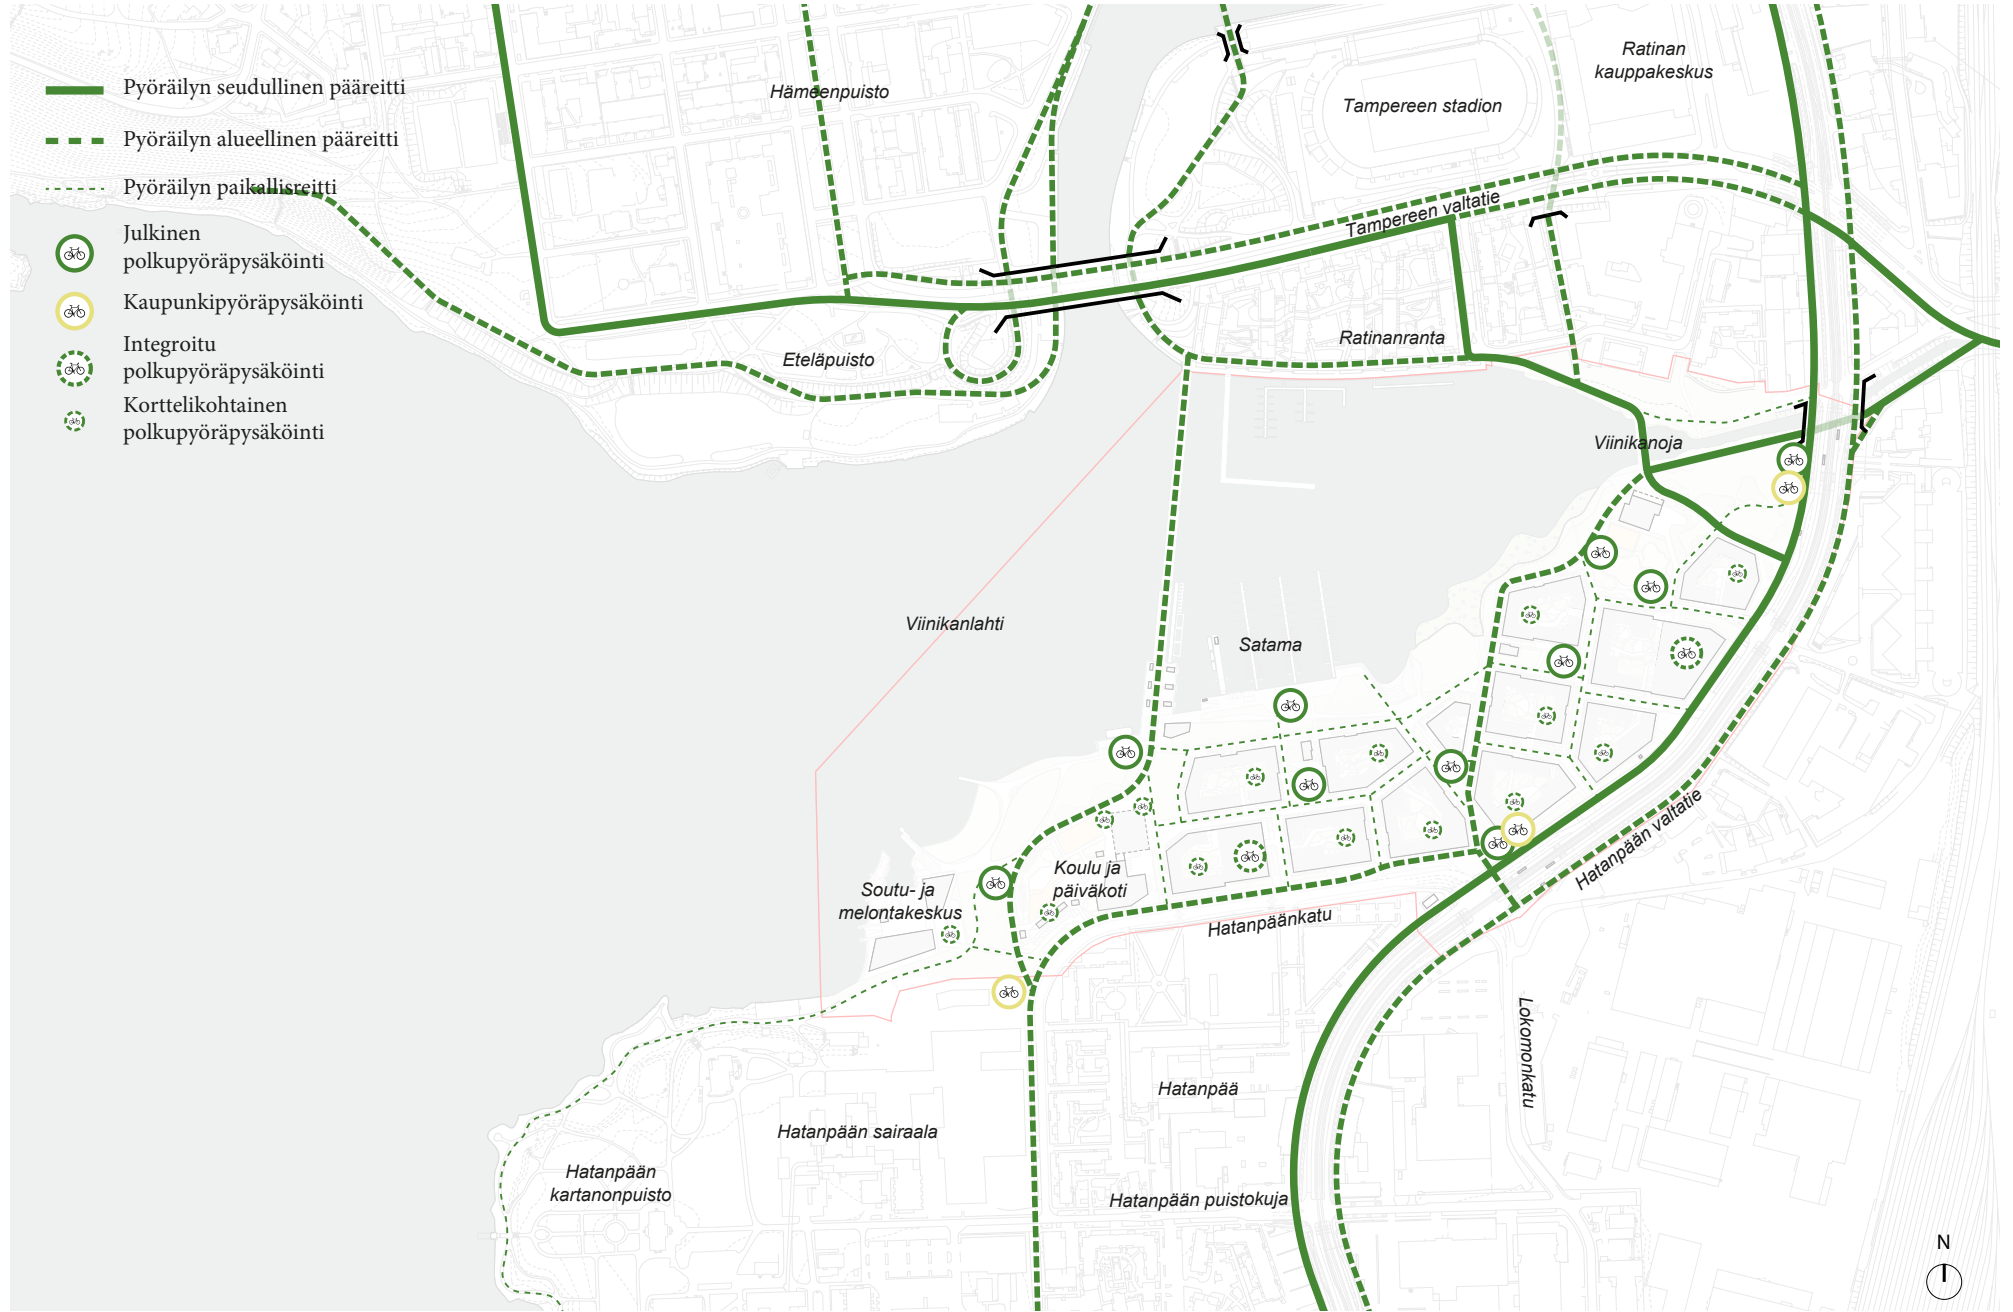 Pyöräilyn seudullinen pääreitti
Pyöräilyn alueellinen pääreitti
Pyöräilyn paikallisreitti
Julkinen
polkupyöräpysäköinti
Kaupunkipyöräpysäköinti
Integroitu
polkupyöräpysäköinti
Korttelikohtainen
polkupyöräpysäköinti
Hämeenpuisto
Tampereen stadion
Ratinan
kauppakeskus
Tampereen valtatie
Eteläpuisto
Ratinanranta
Viinikanoja
Viinikanlahti
Satama
Koulu ja
päiväkoti
Soutu- ja
melontakeskus
Hatanpäänkatu
Hatanpään valtatie
Lokomonkatu
Hatanpää
Hatanpään sairaala
Hatanpään
kartanonpuisto
Hatanpään puistokuja
N